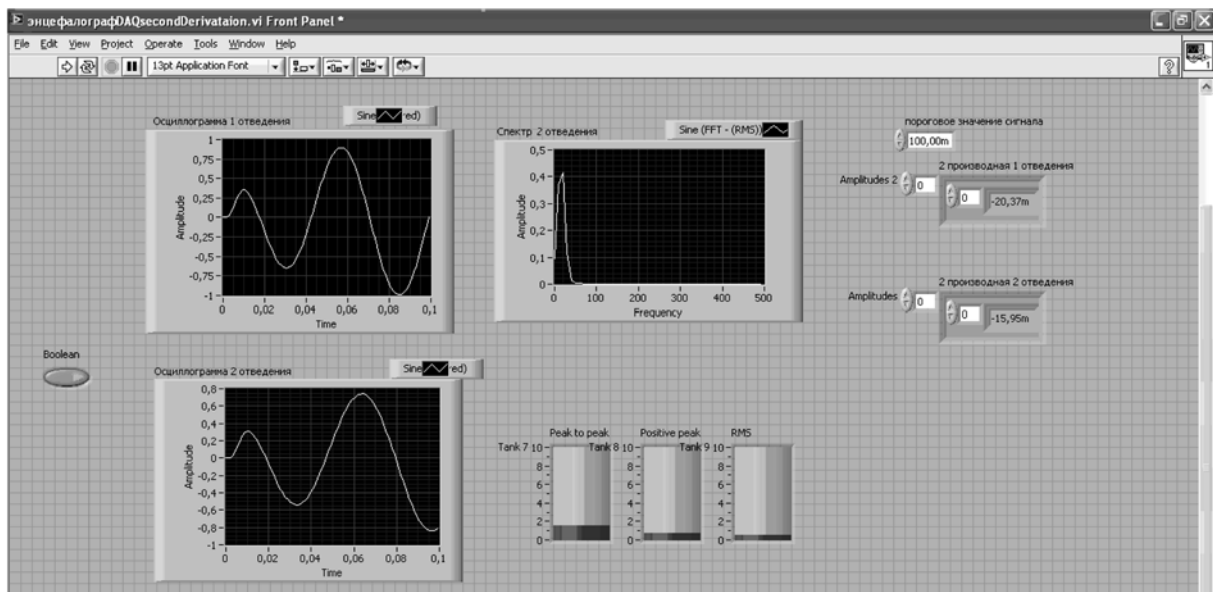 энцефалографDAQsecondDerivataion.vi Front Panel *
File Edit View Project Operate Tools Window Help
13pt Application Font
1
Осциллограмма 1 отведения
Sine red)
Amplitude
1
0,75
0,5
0,25
0
-0,25
-0,5
-0,75
-1
0 0,02 0,04 0,06 0,08 0,1
Time
Спектр 2 отведения
Sine (FFT - (RMS))
Amplitude
0,5
0,4
0,3
0,2
0,1
0
0 100 200 300 400 500
Frequency
пороговое значение сигнала
100,00m
2 производная 1 отведения
Amplitudes 2
0
0
-20,37m
2 производная 2 отведения
Amplitudes
0
0
-15,95m
Boolean
Осциллограмма 2 отведения
Sine red)
Amplitude
0,8
0,6
0,4
0,2
0
-0,2
-0,4
-0,6
-0,8
-1
0 0,02 0,04 0,06 0,08 0,1
Time
Peak to peak
Tank 7
10
8
6
4
2
0
Positive peak
Tank 8
10
8
6
4
2
0
RMS
Tank 9
10
8
6
4
2
0